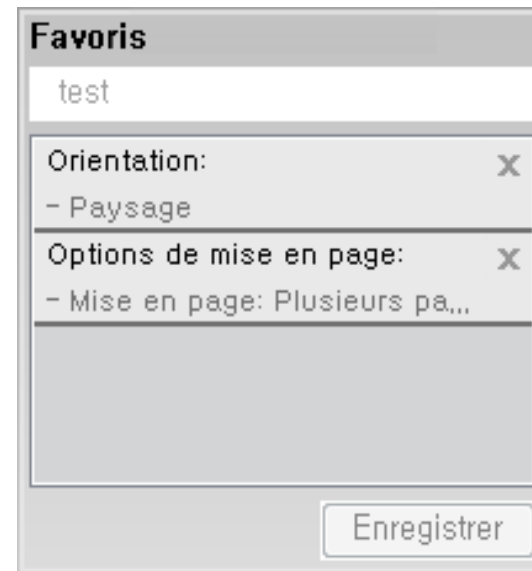 Favoris
test
Orientation:
x
- Paysage
Options de mise en page:
x
- Mise en page: Plusieurs pa...
Enregistrer